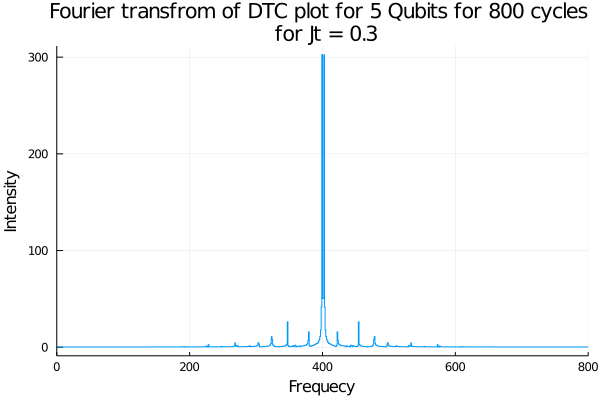 Fourier transfrom of DTC plot for 5 Qubits for 800 cycles
for Jt = 0.3
300
200
100
0
Intensity
0
200
400
600
800
Frequecy